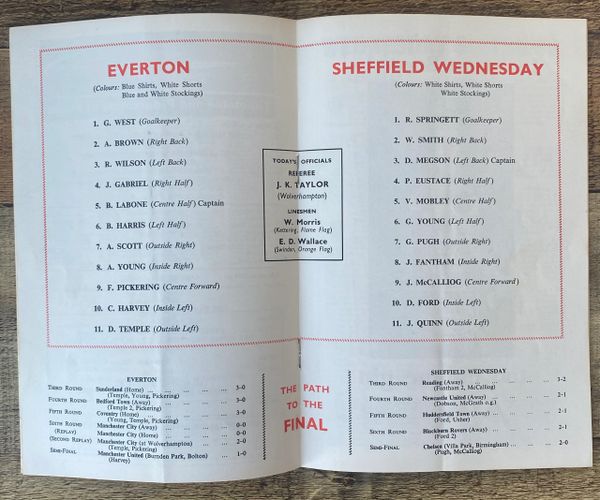 EVERTON
(Colours: Blue Shirts, White Shorts
Blue and White Stockings)
1. G. WEST (Goalkeeper)
2. A. BROWN (Right Back)
3. R. WILSON (Left Back)
4. J. GABRIEL (Right Half)
5. B. LABONE (Centre Half) Captain
6. B. HARRIS (Left Half)
7. A. SCOTT (Outside Right)
8. A. YOUNG (Inside Right)
9. F. PICKERING (Centre Forward)
10. C. HARVEY (Inside Left)
11. D. TEMPLE (Outside Left)
TODAY'S OFFICIALS
REFEREE
J. K. TAYLOR
(Wolverhampton)
LINESMEN
W. Morris
(Kettering, Flame Flag)
E. D. Wallace
(Swindon, Orange Flag)
SHEFFIELD WEDNESDAY
(Colours: White Shirts, White Shorts
White Stockings)
1. R. SPRINGETT (Goalkeeper)
2. W. SMITH (Right Back)
3. D. MEGSON (Left Back) Captain
4. P. EUSTACE (Right Half)
5. V. MOBLEY (Centre Half)
6. G. YOUNG (Left Half)
7. G. PUGH (Outside Right)
8. J. FANTHAM (Inside Right)
9. J. McCALLIOG (Centre Forward)
10. D. FORD (Inside Left)
11. J. QUINN (Outside Left)
EVERTON
THIRD ROUND Sunderland (Home) ... ... ... ... ... 3-0
(Temple, Young, Pickering)
FOURTH ROUND Bedford Town (Away) ... ... ... ... 3-0
(Temple 2, Pickering)
FIFTH ROUND Coventry (Home) ... ... ... ... ... 3-0
(Young, Temple, Pickering)
SIXTH ROUND Manchester City (Away) ... ... ... ... 0-0
(REPLAY) Manchester City (Home) ... ... ... ... 0-0
(SECOND REPLAY) Manchester City (at Wolverhampton) ... ... 2-0
(Temple, Pickering)
SEMI-FINAL Manchester United (Burnden Park, Bolton) ... 1-0
(Harvey)
THE PATH
TO THE
FINAL
SHEFFIELD WEDNESDAY
THIRD ROUND Reading (Away) ... ... ... ... ... 3-2
(Fantham 2, McCalliog)
FOURTH ROUND Newcastle United (Away) ... ... ... ... 2-1
(Dobson, McGrath o.g.)
FIFTH ROUND Huddersfield Town (Away) ... ... ... ... 2-1
(Ford, Usher)
SIXTH ROUND Blackburn Rovers (Away) ... ... ... ... 2-1
(Ford 2)
SEMI-FINAL Chelsea (Villa Park, Birmingham) ... ... ... 2-0
(Pugh, McCalliog)